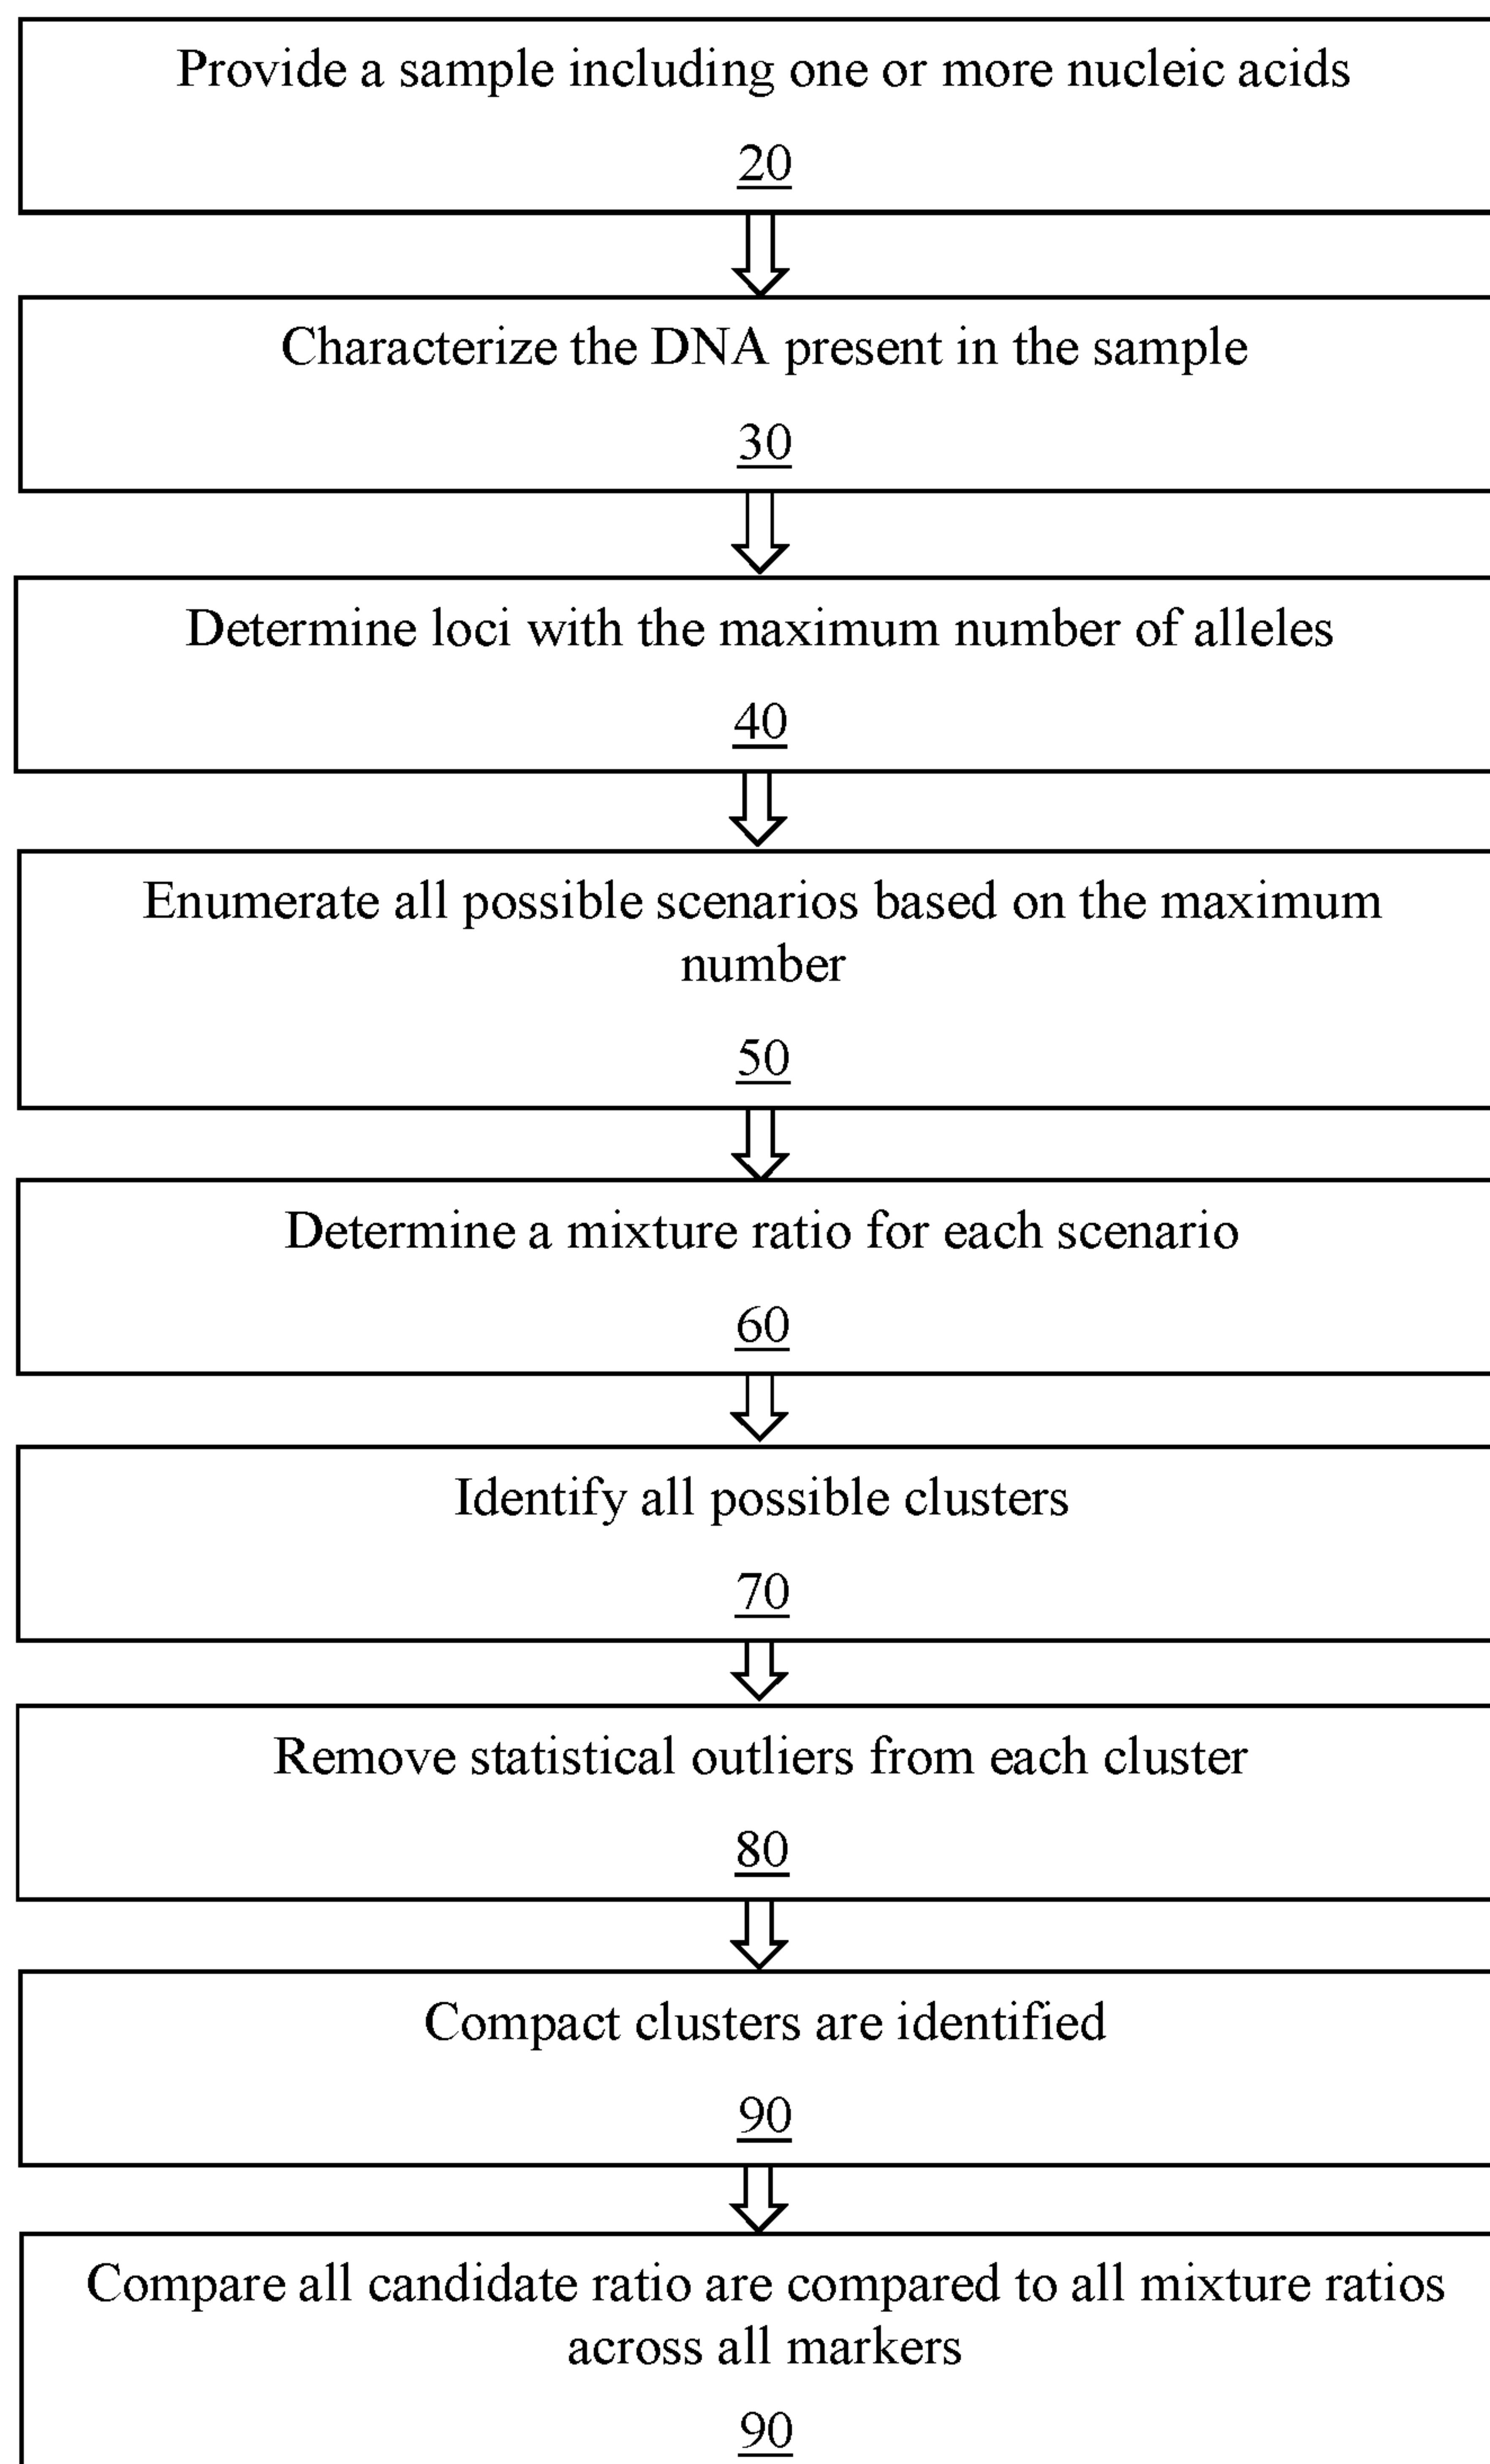 Provide a sample including one or more nucleic acids
20
Characterize the DNA present in the sample
30
Determine loci with the maximum number of alleles
40
Enumerate all possible scenarios based on the maximum
number
50
Determine a mixture ratio for each scenario
60
Identify all possible clusters
70
Remove statistical outliers from each cluster
80
Compact clusters are identified
90
Compare all candidate ratio are compared to all mixture ratios
across all markers
90